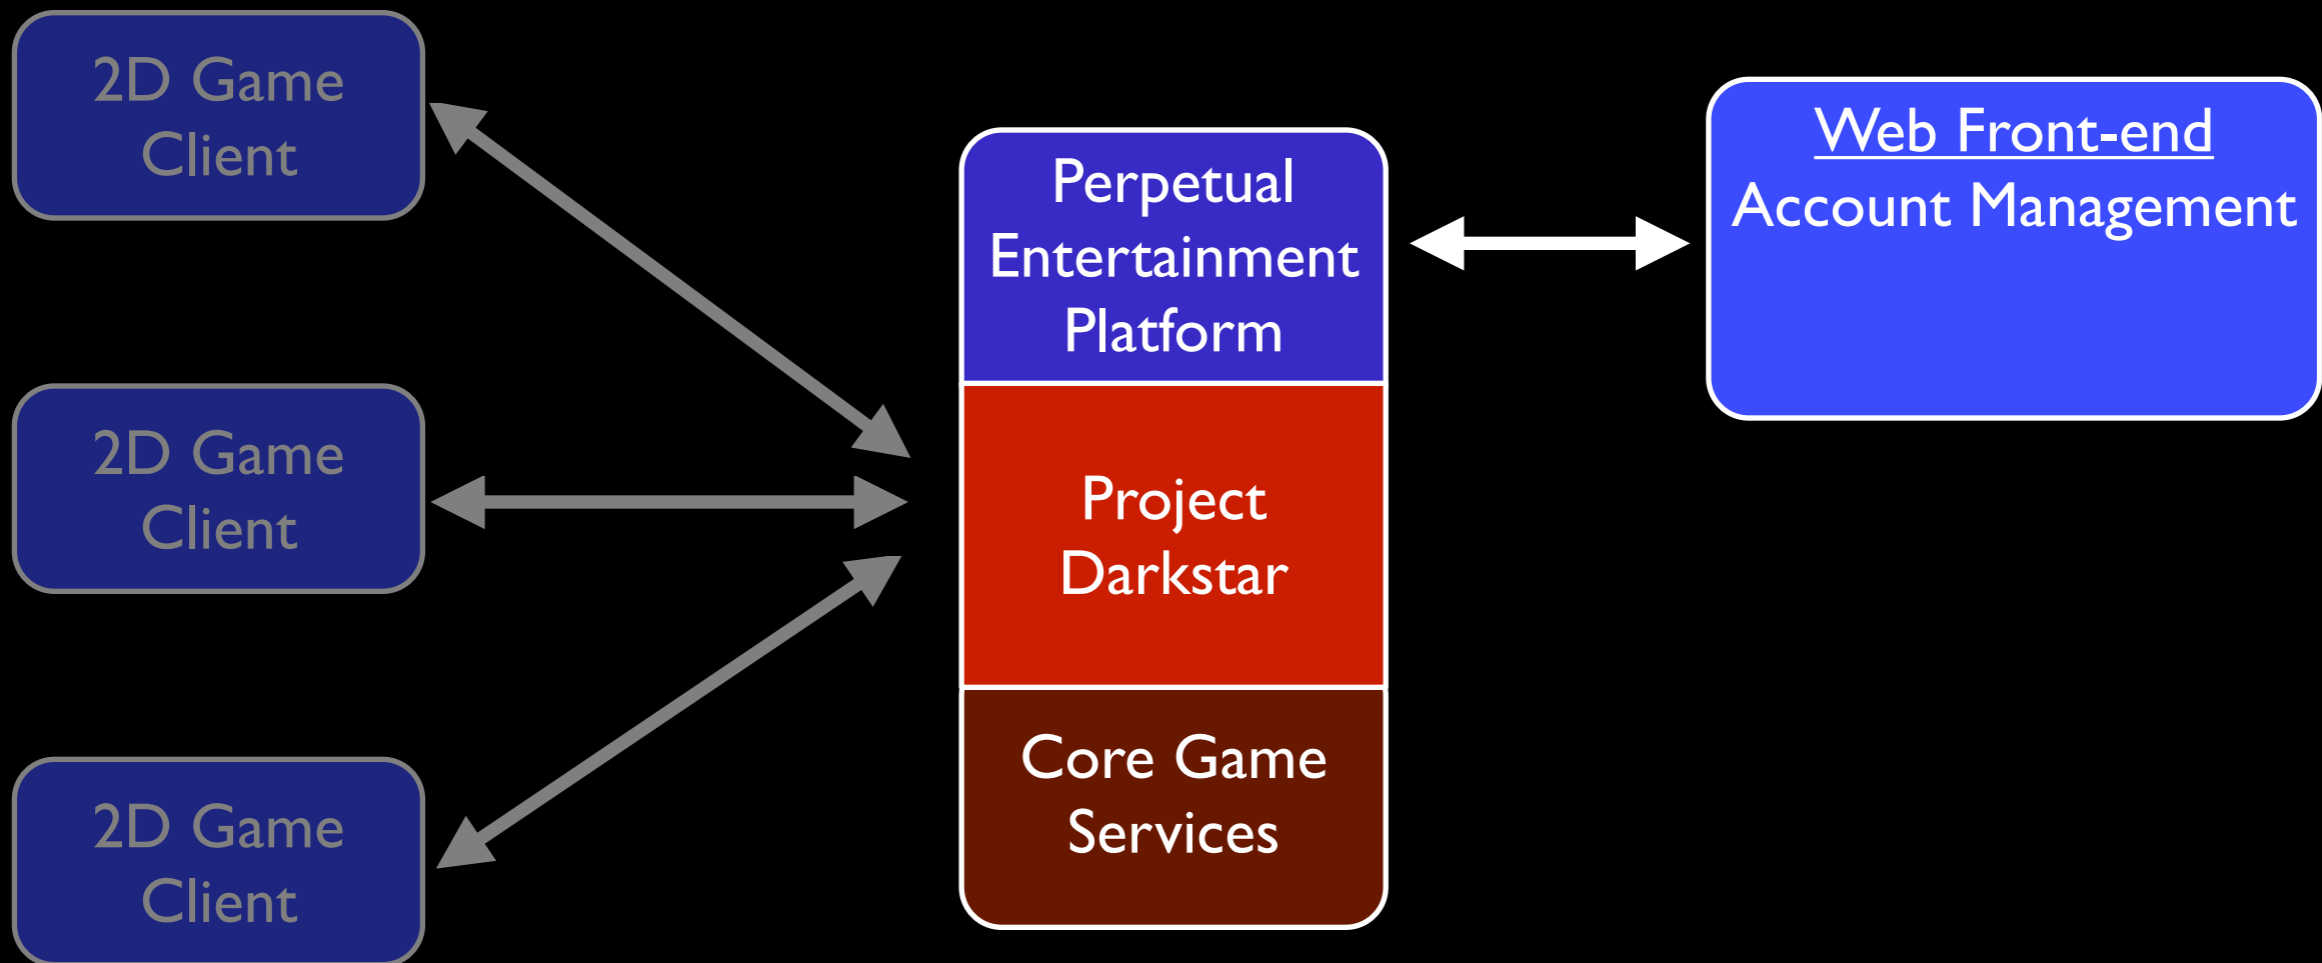 2D Game
Client
2D Game
Client
2D Game
Client
Perpetual
Entertainment
Platform
Project
Darkstar
Core Game
Services
Web Front-end
Account Management